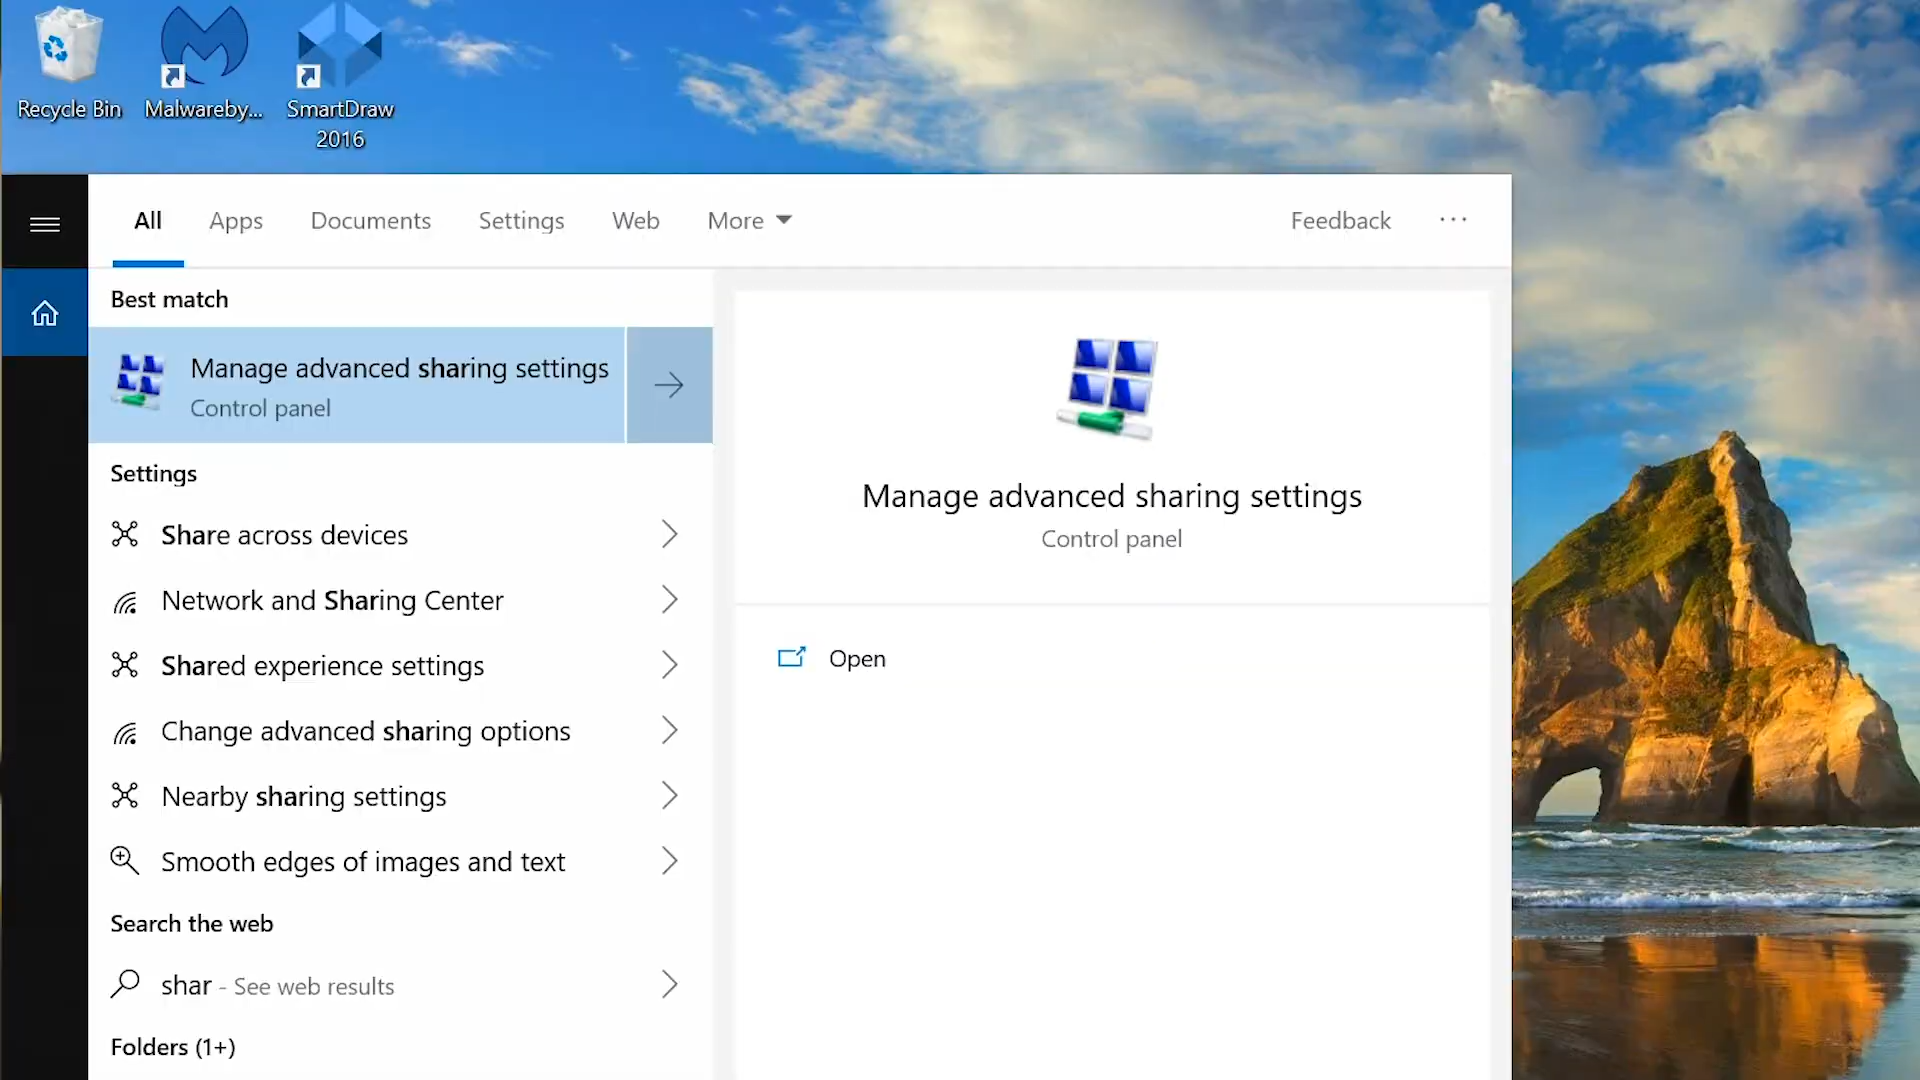 Recycle Bin
Malwareby...
SmartDraw
2016
All
Apps
Documents
Settings
Web
More
Feedback
...
Best match
Manage advanced sharing settings
Control panel
Settings
Share across devices
Network and Sharing Center
Shared experience settings
Change advanced sharing options
Nearby sharing settings
Smooth edges of images and text
Search the web
shar - See web results
Folders (1+)
Manage advanced sharing settings
Control panel
Open